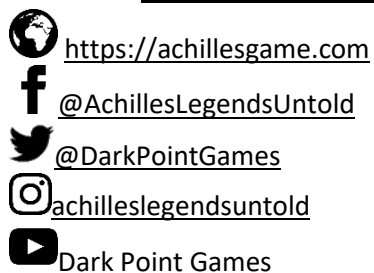 https://achillesgame.com
@AchillesLegendsUntold
@DarkPointGames
achilleslegendsuntold
Dark Point Games